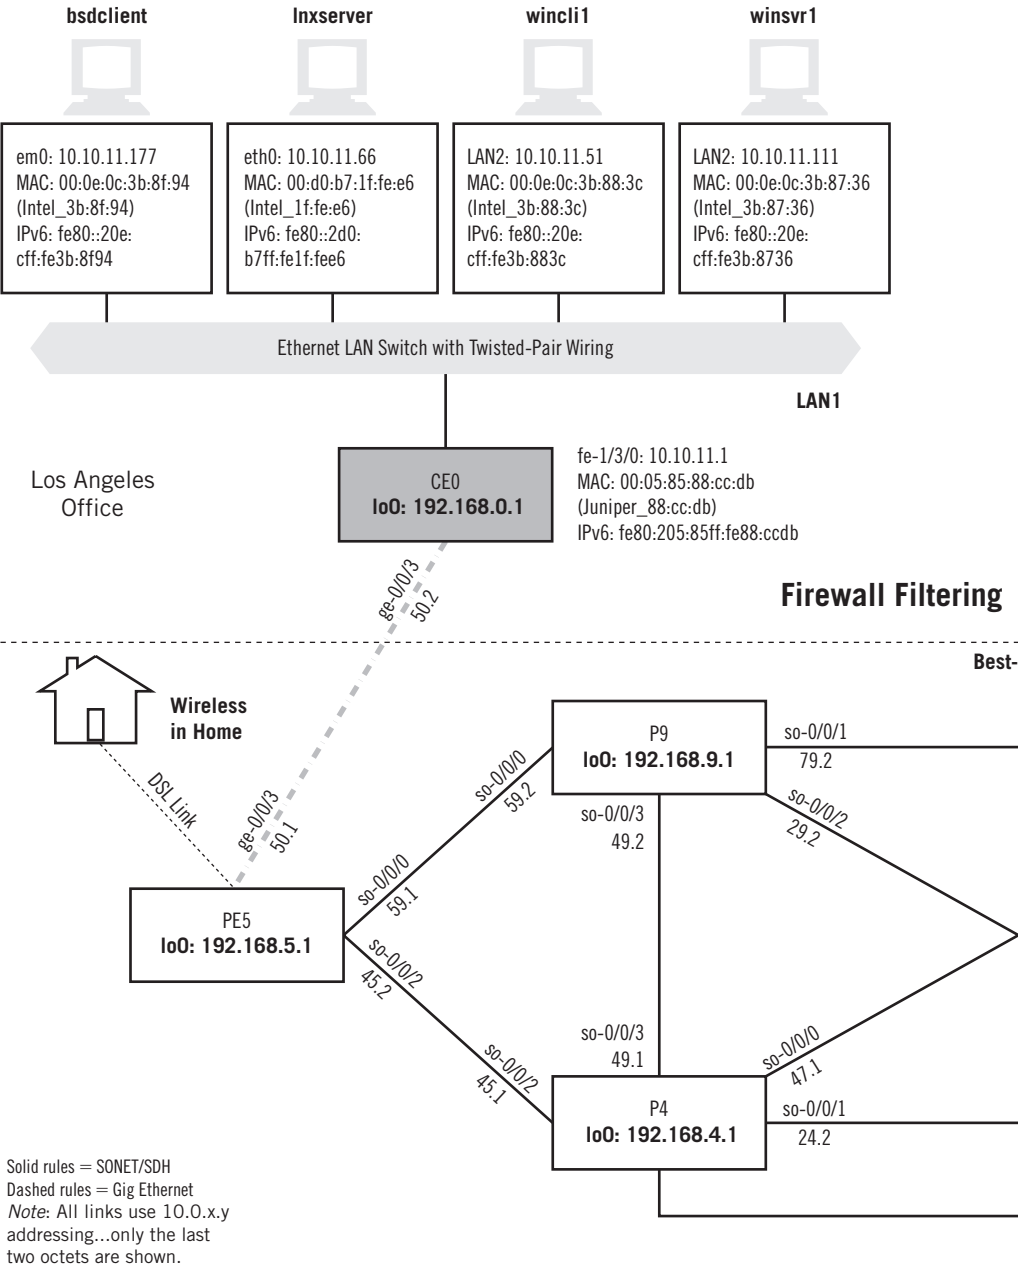 bsdclient
lnxserver
wincli1
winsvr1
em0: 10.10.11.177
MAC: 00:0e:0c:3b:8f:94
(Intel_3b:8f:94)
IPv6: fe80::20e:
cff:fe3b:8f94
eth0: 10.10.11.66
MAC: 00:d0:b7:1f:fe:e6
(Intel_1f:fe:e6)
IPv6: fe80::2d0:
b7ff:fe1f:fee6
LAN2: 10.10.11.51
MAC: 00:0e:0c:3b:88:3c
(Intel_3b:88:3c)
IPv6: fe80::20e:
cff:fe3b:883c
LAN2: 10.10.11.111
MAC: 00:0e:0c:3b:87:36
(Intel_3b:87:36)
IPv6: fe80::20e:
cff:fe3b:8736
Ethernet LAN Switch with Twisted-Pair Wiring
LAN1
Los Angeles
Office
CE0
lo0: 192.168.0.1
fe-1/3/0: 10.10.11.1
MAC: 00:05:85:88:cc:db
(Juniper_88:cc:db)
IPv6: fe80:205:85ff:fe88:ccdb
ge-0/0/3
50.2
Firewall Filtering
Best-
Wireless
in Home
DSL Link
ge-0/0/3
50.1
P9
lo0: 192.168.9.1
so-0/0/1
79.2
so-0/0/0
59.2
so-0/0/3
49.2
so-0/0/2
29.2
so-0/0/0
59.1
PE5
lo0: 192.168.5.1
so-0/0/2
45.2
so-0/0/2
45.1
so-0/0/3
49.1
so-0/0/0
47.1
P4
lo0: 192.168.4.1
so-0/0/1
24.2
Solid rules = SONET/SDH
Dashed rules = Gig Ethernet
Note: All links use 10.0.x.y
addressing...only the last
two octets are shown.